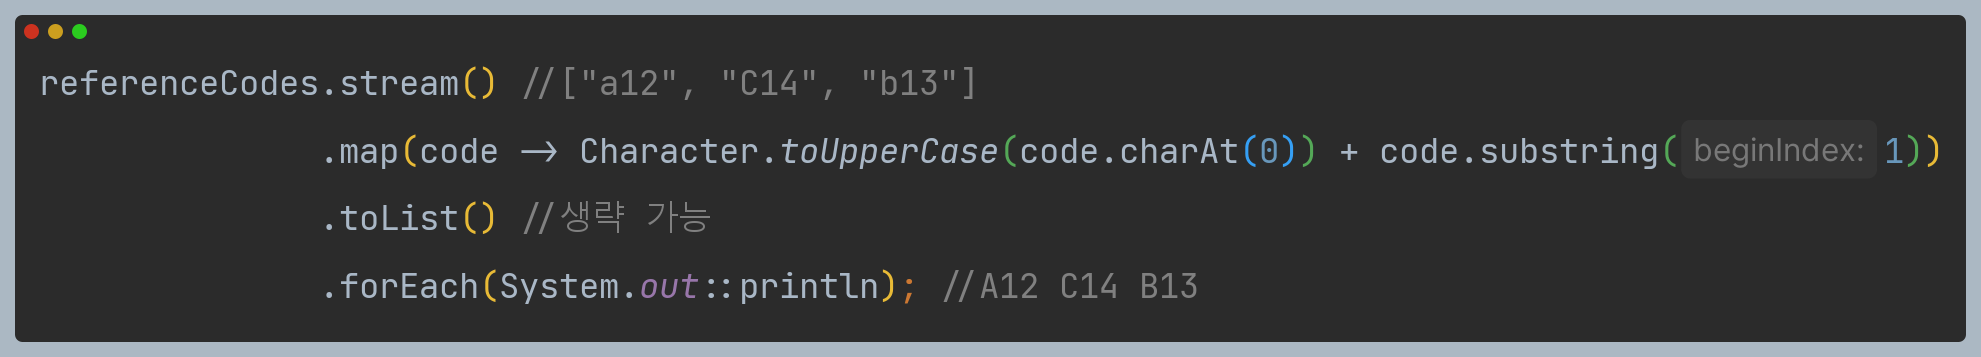 referenceCodes.stream() //["a12", "C14", "b13"]
.map(code -> Character.toUpperCase(code.charAt(0)) + code.substring( beginIndex: 1))
.toList() //생략 가능
.forEach(System.out::println); //A12 C14 B13